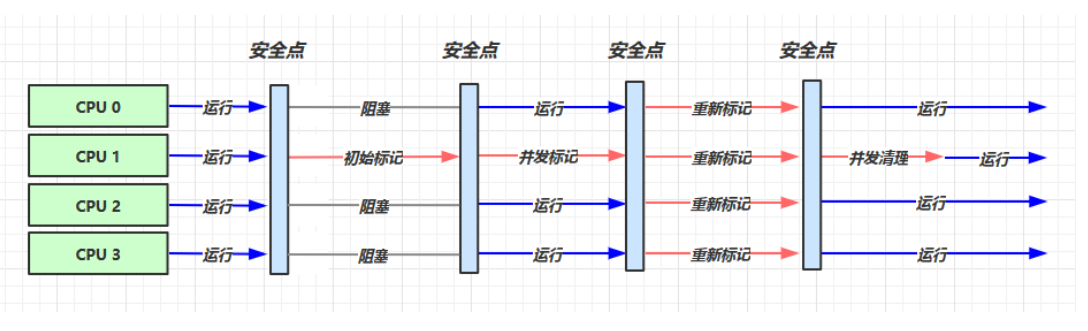 安全点 安全点 安全点 安全点
CPU 0 运行 阻塞 运行 重新标记 运行
CPU 1 运行 初始标记 并发标记 重新标记 并发清理 运行
CPU 2 运行 阻塞 运行 重新标记 运行
CPU 3 运行 阻塞 运行 重新标记 运行